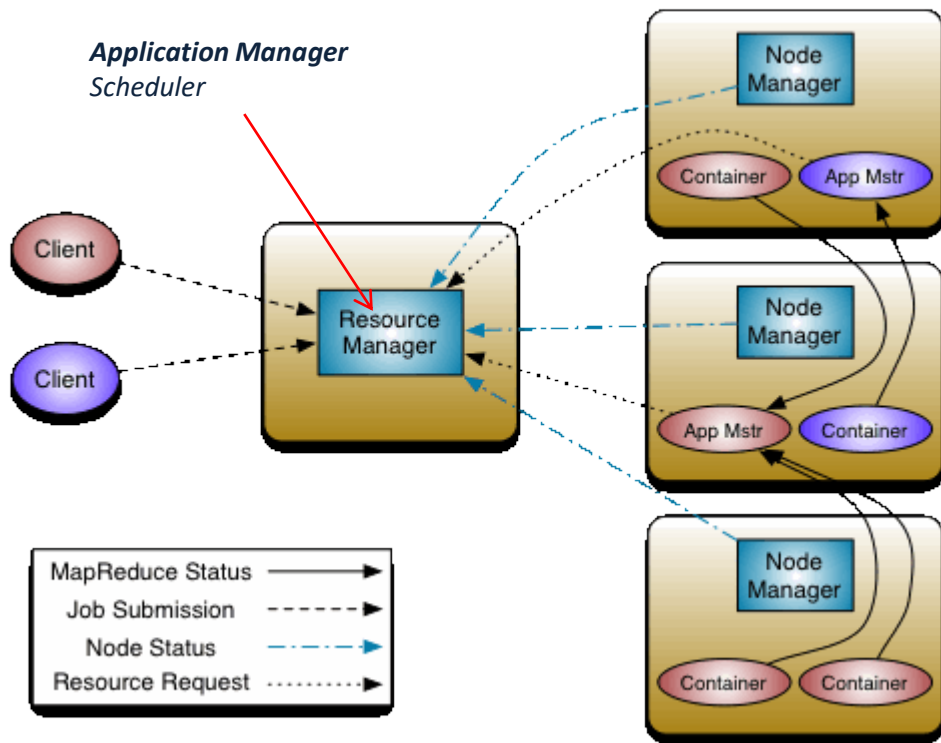 Application Manager
Scheduler
Node
Manager
Container
App Mstr
Client
Resource
Manager
Client
Node
Manager
App Mstr
Container
Node
Manager
Container
Container
MapReduce Status
Job Submission
Node Status
Resource Request